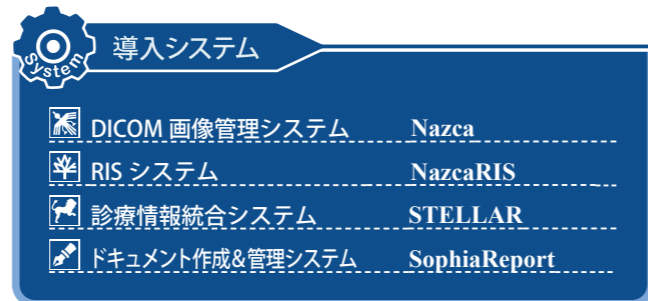 System
導入システム
DICOM 画像管理システム Nazca
RIS システム NazcaRIS
診療情報統合システム STELLAR
ドキュメント作成&管理システム SophiaReport